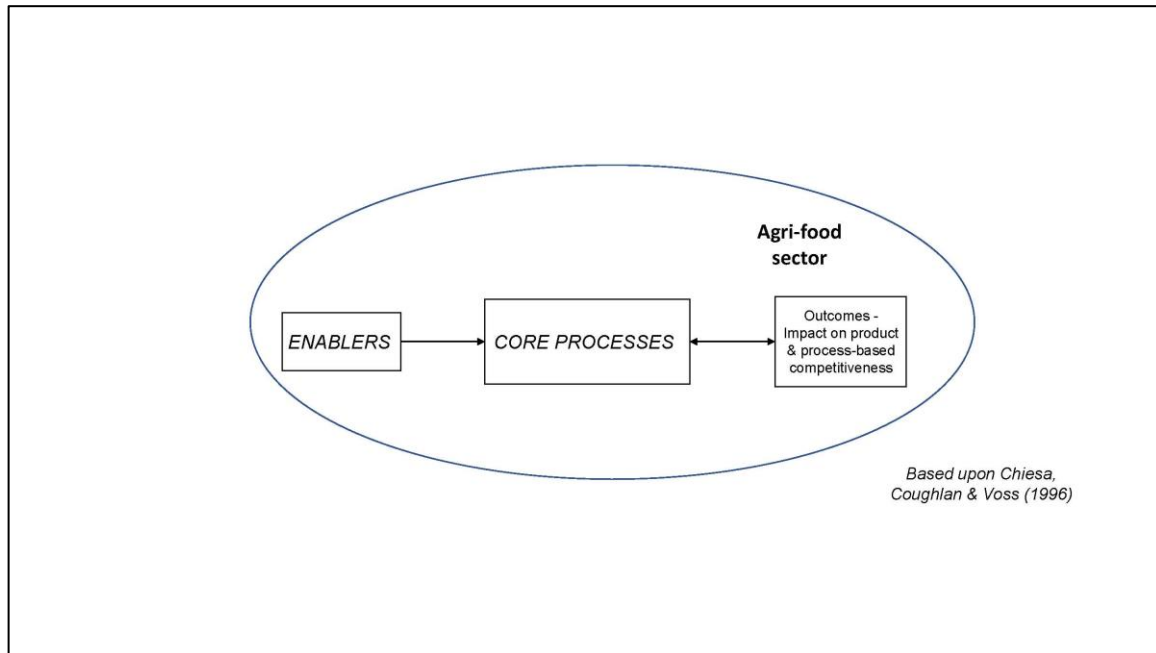 Agri-food
sector
ENABLERS
CORE PROCESSES
Outcomes -
Impact on product
& process-based
competitiveness
Based upon Chiesa,
Coughlan & Voss (1996)